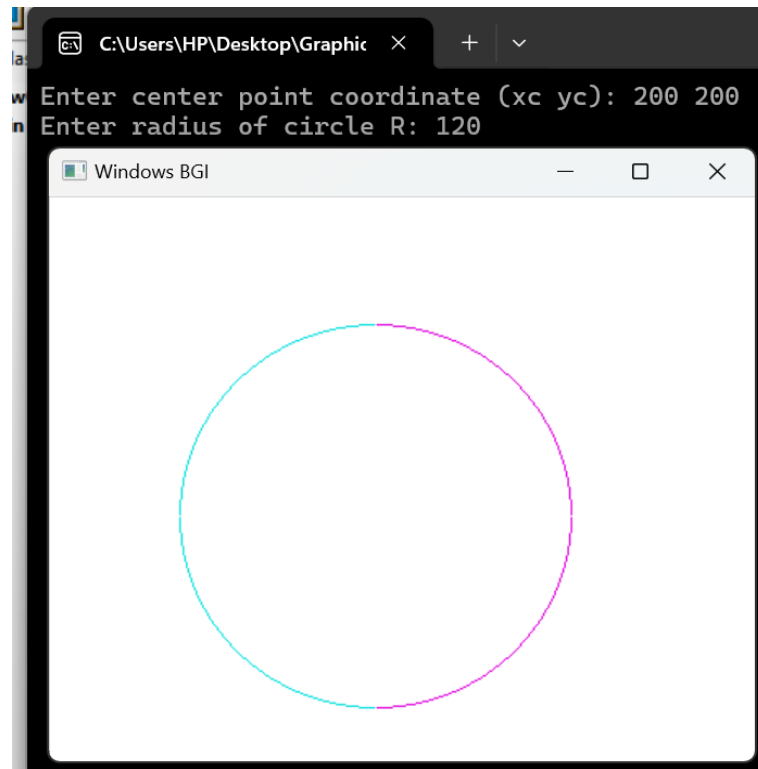 C:\Users\HP\Desktop\Graphic
Enter center point coordinate (xc yc): 200 200
Enter radius of circle R: 120
Windows BGI